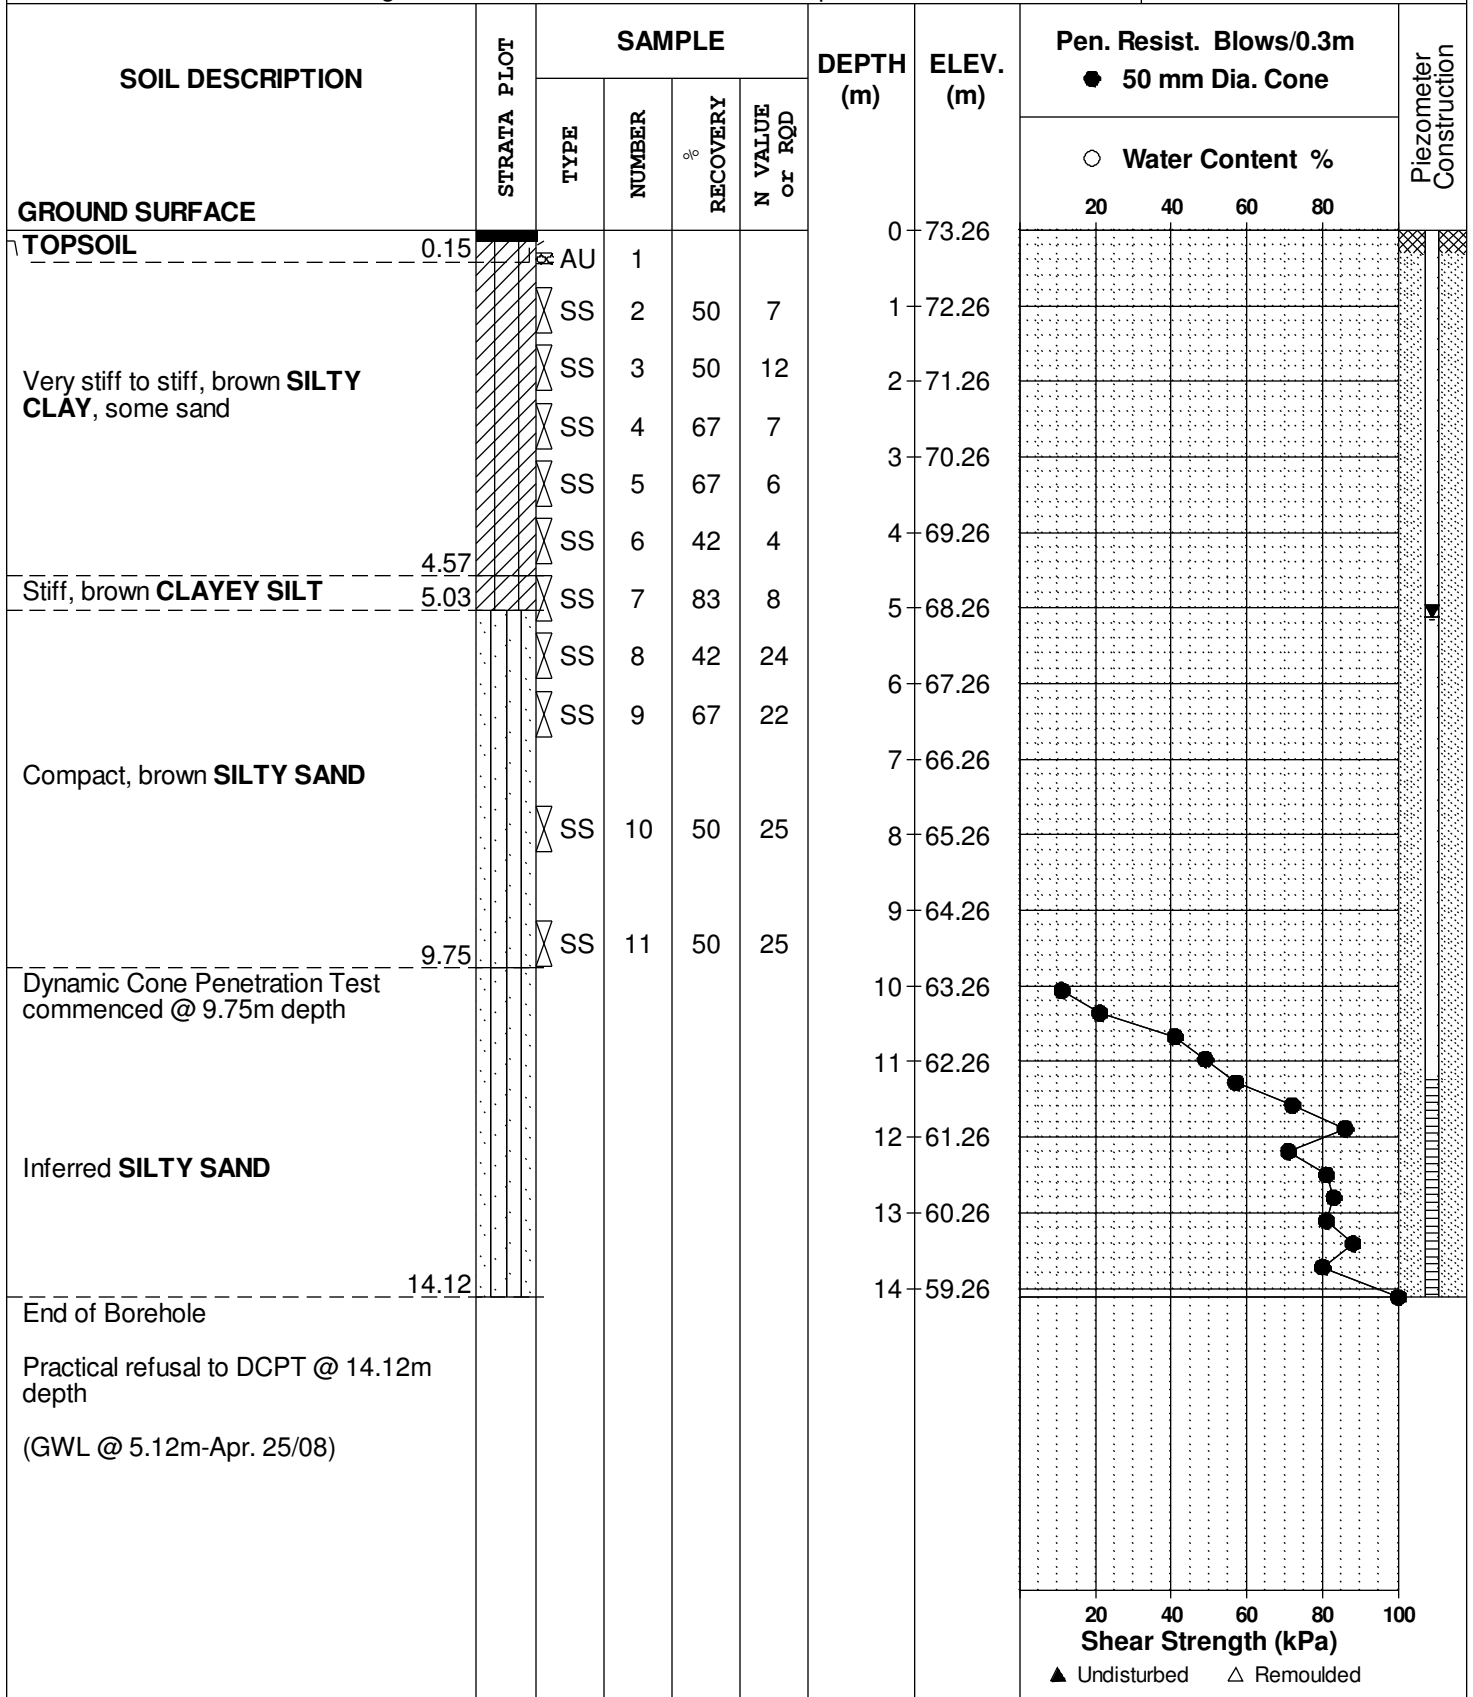 SOIL DESCRIPTION
GROUND SURFACE
STRATA PLOT
SAMPLE
TYPE
NUMBER
% RECOVERY
N VALUE or RQD
DEPTH (m)
ELEV. (m)
Pen. Resist. Blows/0.3m
● 50 mm Dia. Cone
○ Water Content %
20 40 60 80
Piezometer Construction
0 73.26
TOPSOIL 0.15
AU 1
SS 2 50 7
1 72.26
SS 3 50 12
Very stiff to stiff, brown SILTY
CLAY, some sand
2 71.26
SS 4 67 7
3 70.26
SS 5 67 6
SS 6 42 4
4 69.26
4.57
Stiff, brown CLAYEY SILT 5.03
SS 7 83 8
5 68.26
SS 8 42 24
6 67.26
SS 9 67 22
7 66.26
Compact, brown SILTY SAND
SS 10 50 25
8 65.26
9 64.26
SS 11 50 25
9.75
Dynamic Cone Penetration Test
commenced @ 9.75m depth
10 63.26
11 62.26
12 61.26
Inferred SILTY SAND
13 60.26
14.12
14 59.26
End of Borehole
Practical refusal to DCPT @ 14.12m
depth
(GWL @ 5.12m-Apr. 25/08)
20 40 60 80 100
Shear Strength (kPa)
▲ Undisturbed △ Remoulded